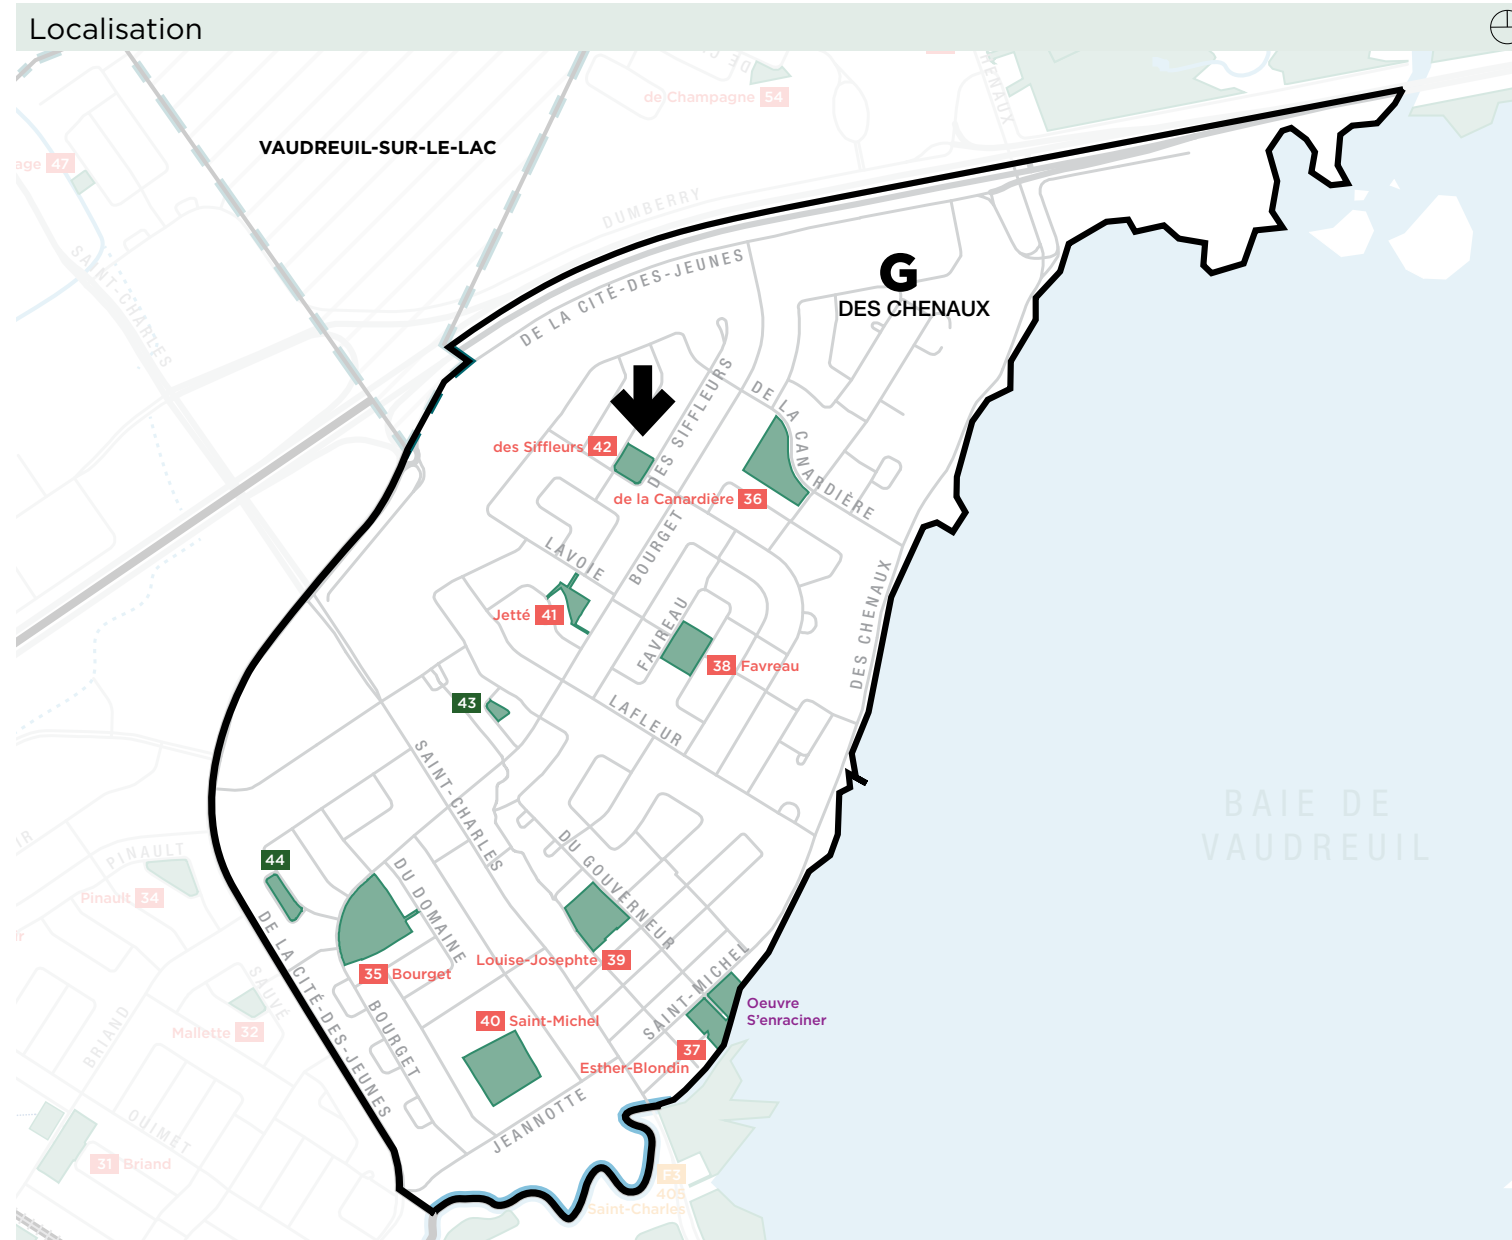 Localisation
de Champagne 54
CHENAUX
VAUDREUIL-SUR-LE-LAC
age 47
DUMBERRY
SAINT-CHARLES
DE LA CITÉ-DES-JEUNES
G
DES CHENAUX
DES SIFFLEURS
DE LA CANARDIÈRE
des Siffleurs 42
de la Canardière 36
BOURGET
LAVOIE
DES CHENAUX
Jetté 41
FAVREAU
38 Favreau
43
LAFLEUR
SAINT-CHARLES
BAIE DE
VAUDREUIL
PINAULT
44
DU GOUVERNEUR
DU DOMAINE
Pinault 34
DE LA CITÉ-DES-JEUNES
Louise-Josephte 39
35 Bourget
SAINT-MICHEL
SAUVÉ
BOURGET
Oeuvre
S'enraciner
40 Saint-Michel
Mallette 32
BRIAND
37
Esther-Blondin
OUIMET
JEANNOTTE
31 Briand
F3
405
Saint-Charles